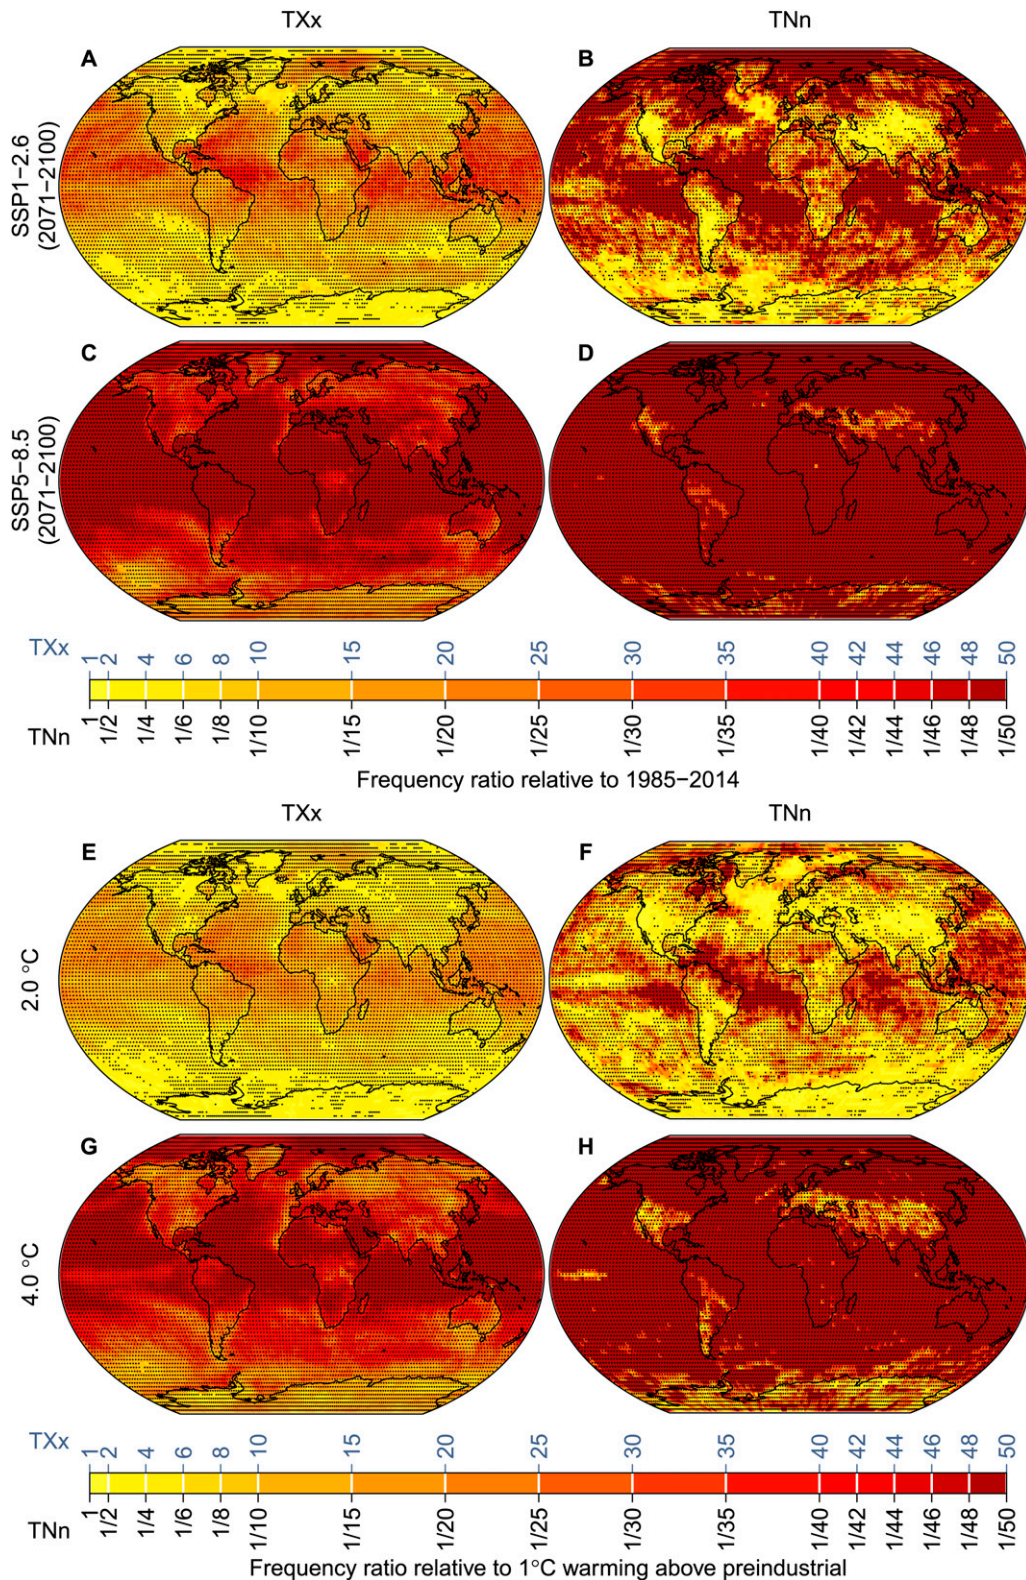 TXx TNn
A B
SSP1−2.6
(2071−2100)
C D
SSP5−8.5
(2071−2100)
TXx 1 2 4 6 8 10 15 20 25 30 35 40 42 44 46 48 50
TNn 1 1/2 1/4 1/6 1/8 1/10 1/15 1/20 1/25 1/30 1/35 1/40 1/42 1/44 1/46 1/50
Frequency ratio relative to 1985−2014
TXx TNn
E F
2.0 °C
G H
4.0 °C
TXx 1 2 4 6 8 10 15 20 25 30 35 40 42 44 46 48 50
TNn 1 1/2 1/4 1/6 1/8 1/10 1/15 1/20 1/25 1/30 1/35 1/40 1/42 1/44 1/46 1/48 1/50
Frequency ratio relative to 1°C warming above preindustrial